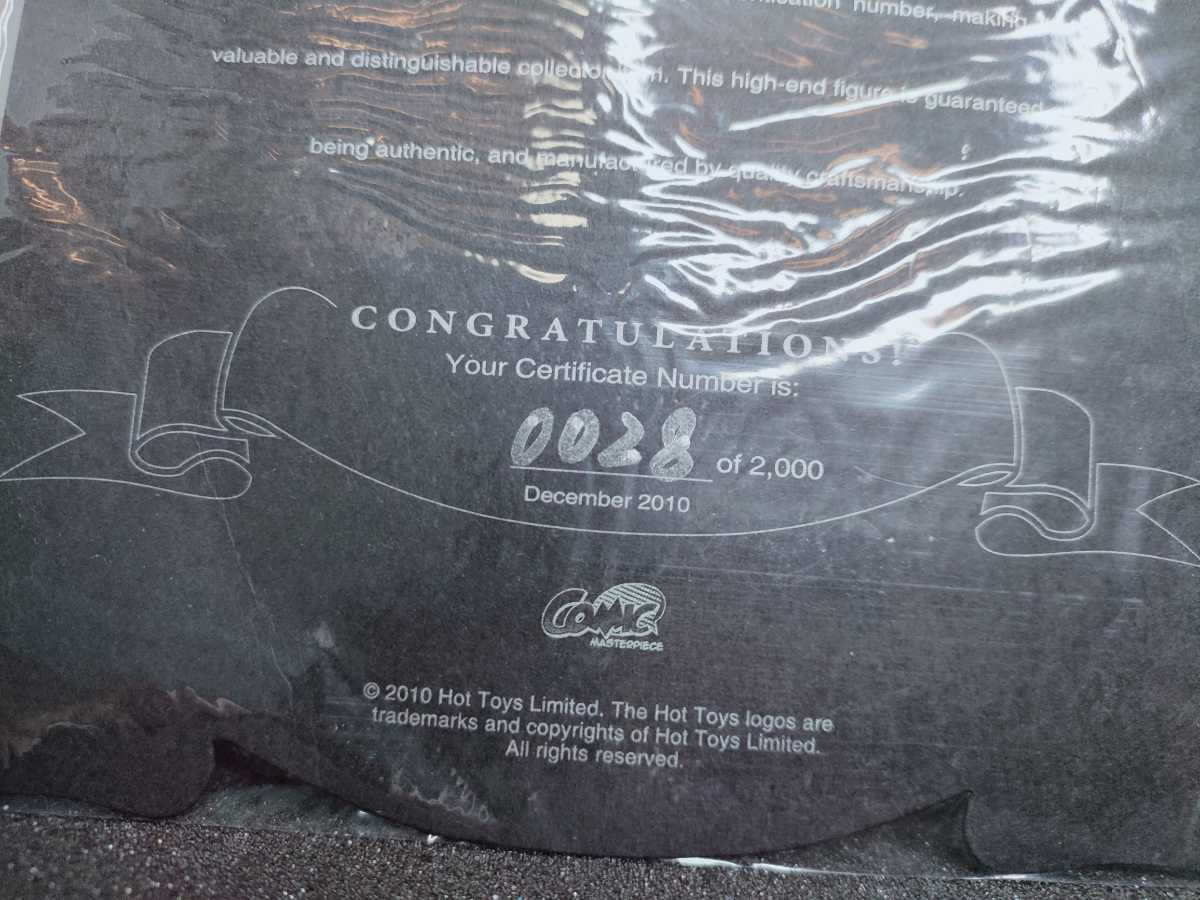 number, making
valuable and distinguishable This high-end figure is guaranteed
being authentic, and manufactured by quality craftsmanship.
CONGRATULATIONS!
Your Certificate Number is:
0028 of 2,000
December 2010
COMIC
MASTERPIECE
© 2010 Hot Toys Limited. The Hot Toys logos are
trademarks and copyrights of Hot Toys Limited.
All rights reserved.